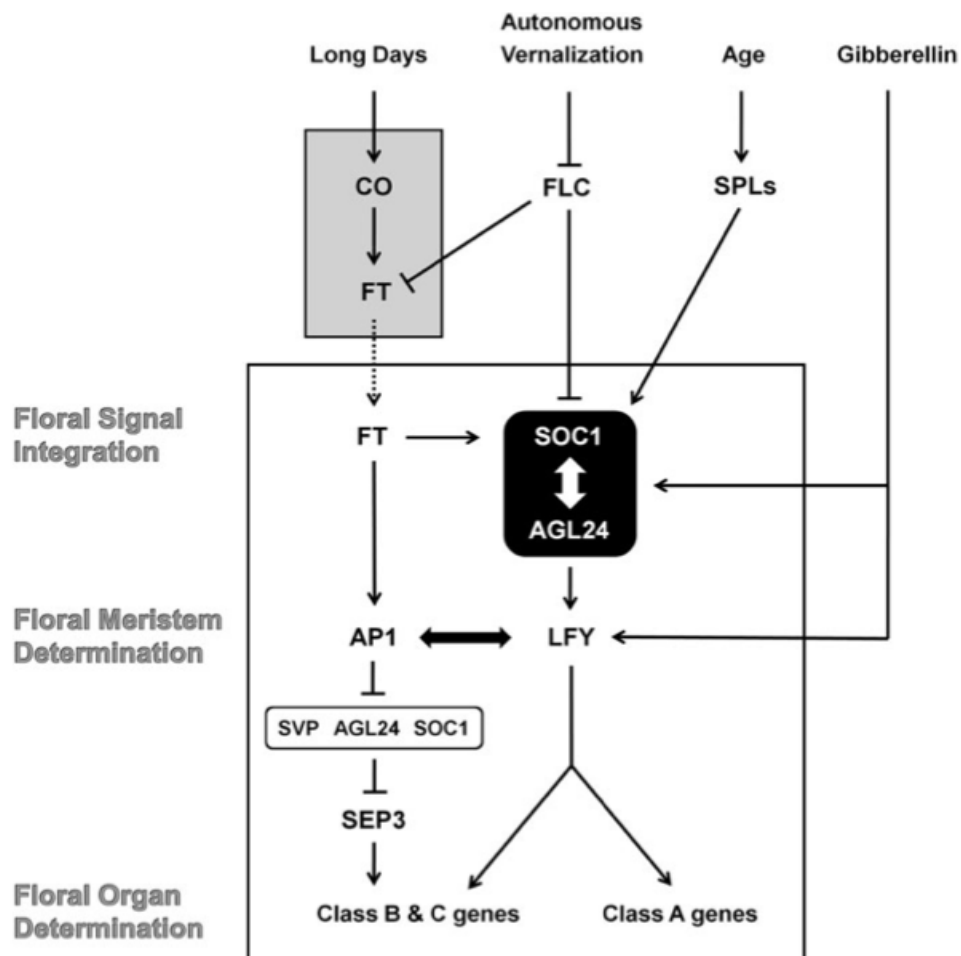 Autonomous
Long Days Vernalization Age Gibberellin
CO FLC SPLs
FT
Floral Signal
Integration
FT SOC1
AGL24
Floral Meristem
Determination
AP1 LFY
SVP AGL24 SOC1
SEP3
Floral Organ
Determination
Class B & C genes Class A genes